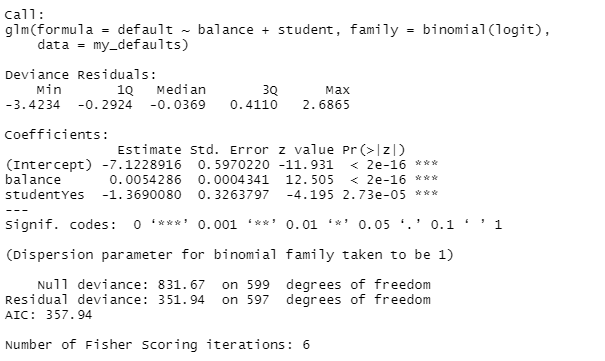 Call:
glm(formula = default ~ balance + student, family = binomial(logit),
data = my_defaults)
Deviance Residuals:
Min 1Q Median 3Q Max
-3.4234 -0.2924 -0.0369 0.4110 2.6865
Coefficients:
Estimate Std. Error z value Pr(>|z|)
(Intercept) -7.1228916 0.5970220 -11.931 < 2e-16 ***
balance 0.0054286 0.0004341 12.505 < 2e-16 ***
studentYes -1.3690080 0.3263797 -4.195 2.73e-05 ***
---
Signif. codes: 0 ‘***’ 0.001 ‘**’ 0.01 ‘*’ 0.05 ‘.’ 0.1 ‘ ’ 1
(Dispersion parameter for binomial family taken to be 1)
Null deviance: 831.67 on 599 degrees of freedom
Residual deviance: 351.94 on 597 degrees of freedom
AIC: 357.94
Number of Fisher Scoring iterations: 6